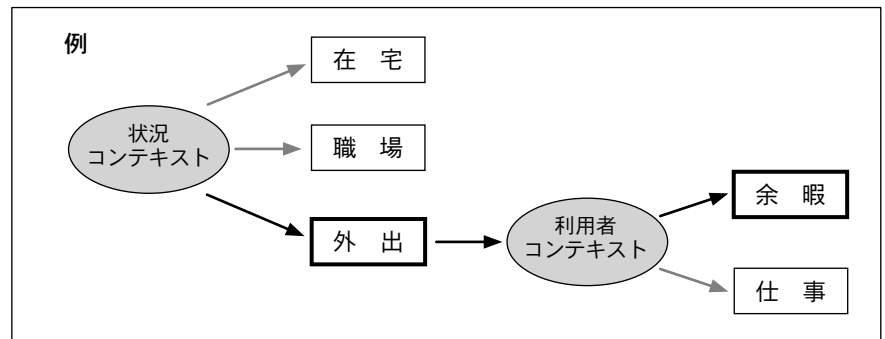 例
在　宅
状況
コンテキスト
職　場
外　出
利用者
コンテキスト
余　暇
仕　事